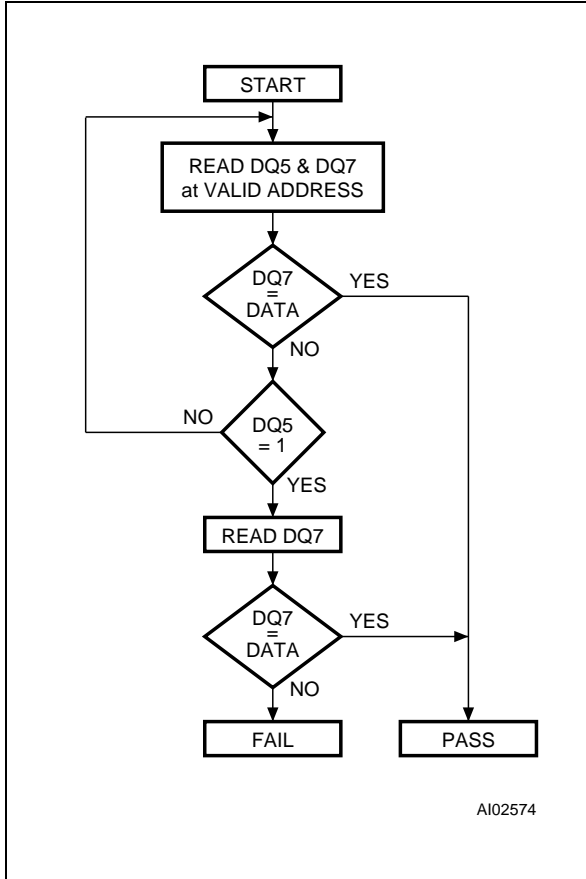 START
READ DQ5 & DQ7
at VALID ADDRESS
DQ7
=
DATA
YES
NO
NO
DQ5
= 1
YES
READ DQ7
DQ7
=
DATA
YES
NO
FAIL
PASS
AI02574